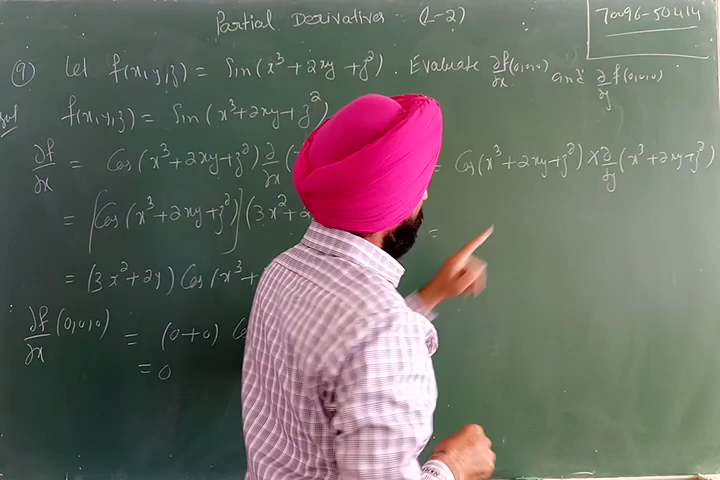 Partial Derivatives (L-2)
7009696-50414
(9) Let f(x,y,z) = Sin(x³+2xy+z²). Evaluate ∂f/∂x(0,0,0) and ∂/∂y f(0,0,0)
Sol f(x,y,z) = Sin(x³+2xy+z²)
∂f/∂x = Cos(x³+2xy+z²) ∂/∂x (
= [Cos(x³+2xy+z²)](3x²+2
= (3x²+2y) Cos(x³+
∂f/∂x (0,0,0) = (0+0)
= 0
= Cos(x³+2xy+z²) × ∂/∂y (x³+2xy+z²)
=